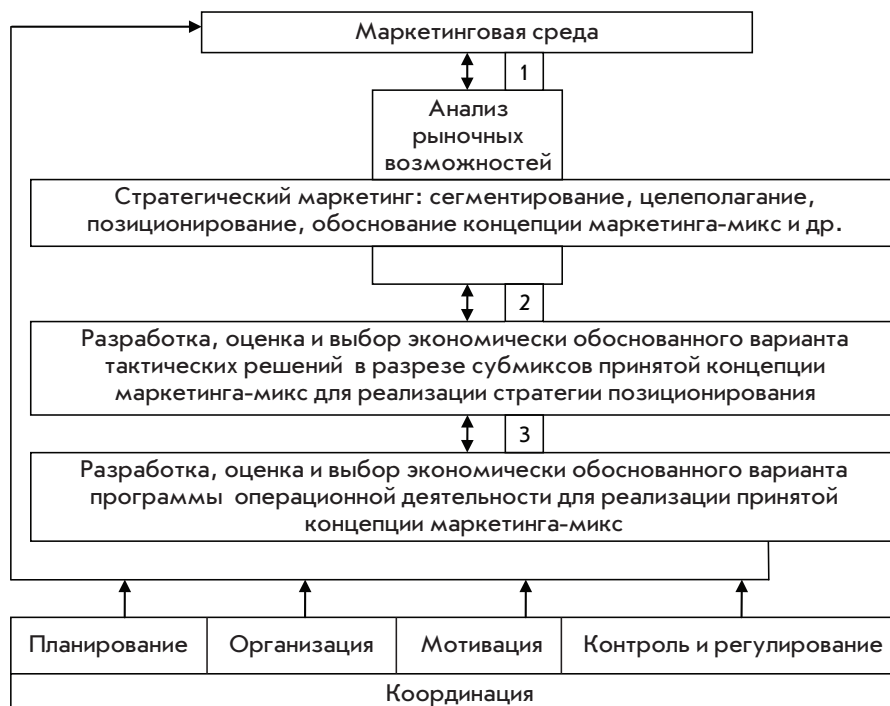 Маркетинговая среда
1
Анализ
рыночных
возможностей
Стратегический маркетинг: сегментирование, целеполагание,
позиционирование, обоснование концепции маркетинга-микс и др.
2
Разработка, оценка и выбор экономически обоснованного варианта
тактических решений в разрезе субмиксов принятой концепции
маркетинга-микс для реализации стратегии позиционирования
3
Разработка, оценка и выбор экономически обоснованного варианта
программы операционной деятельности для реализации принятой
концепции маркетинга-микс
Планирование Организация Мотивация Контроль и регулирование
Координация